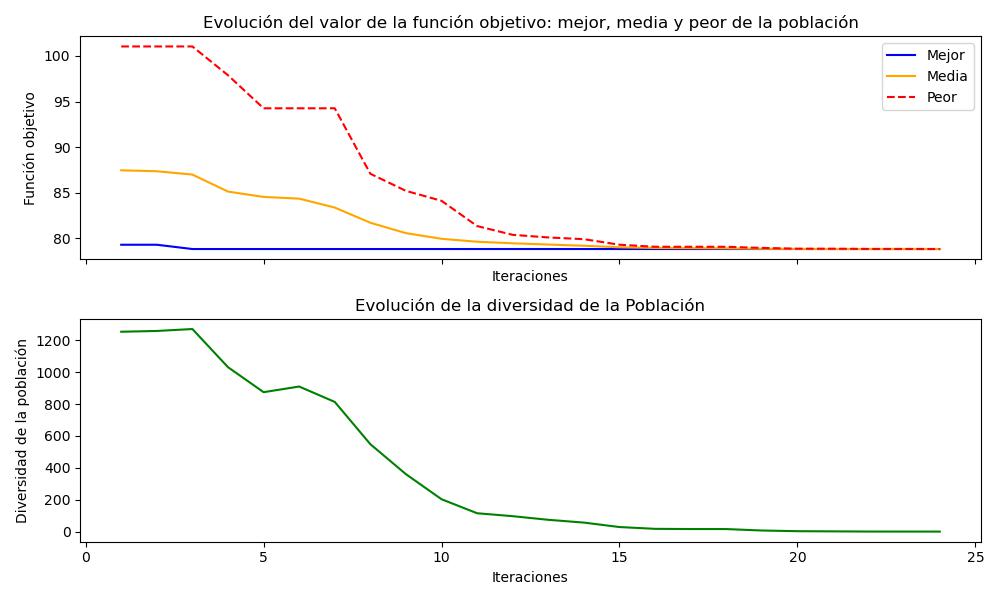 Evolución del valor de la función objetivo: mejor, media y peor de la población
Función objetivo
100
95
90
85
80
Mejor
Media
Peor
Iteraciones
Evolución de la diversidad de la Población
Diversidad de la población
1200
1000
800
600
400
200
0
0
5
10
15
20
25
Iteraciones